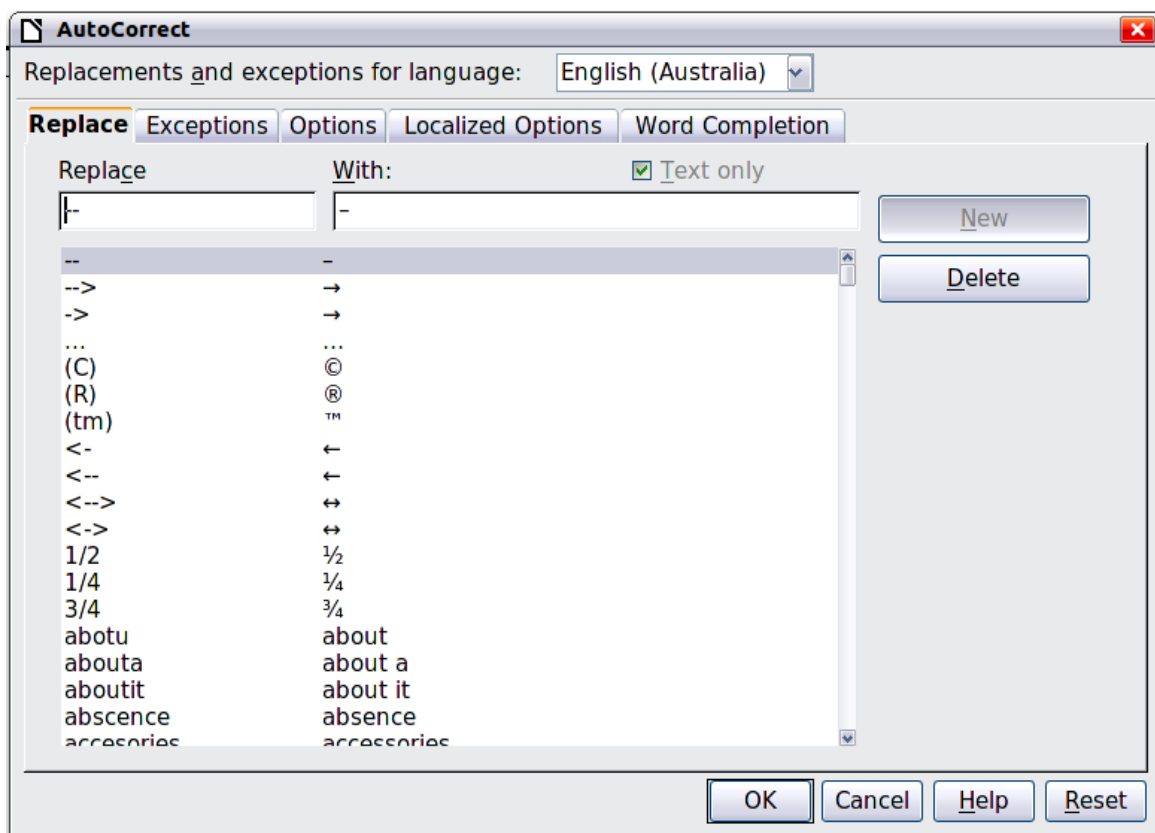 AutoCorrect
Replacements and exceptions for language: English (Australia)
Replace Exceptions Options Localized Options Word Completion
Replace With: Text only
-- – New
-- –
--> →
-> →
... …
(C) ©
(R) ®
(tm) ™
<- ←
<-- ←
<--> ↔
<-> ↔
1/2 ½
1/4 ¼
3/4 ¾
abotu about
abouta about a
aboutit about it
abscence absence
accesories accessories
Delete
OK Cancel Help Reset